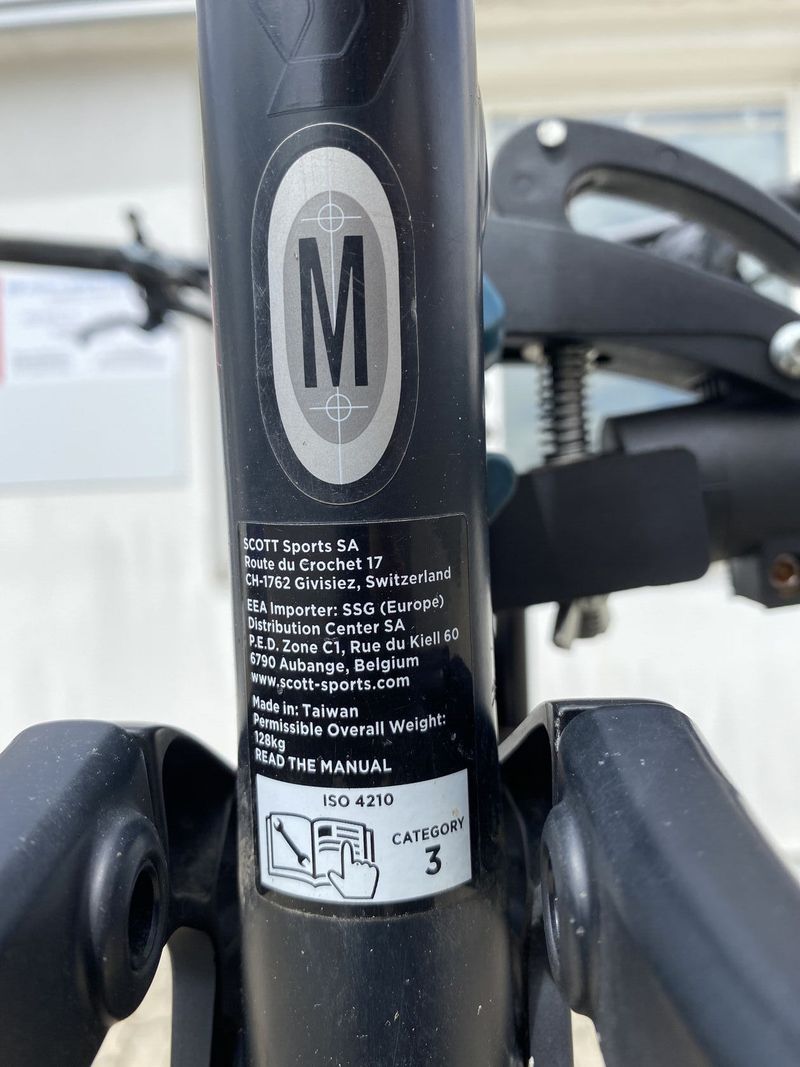 M
SCOTT Sports SA
Route du Crochet 17
CH-1762 Givisiez, Switzerland
EEA Importer: SSG (Europe)
Distribution Center SA
P.E.D. Zone C1, Rue du Kiell 60
6790 Aubange, Belgium
www.scott-sports.com
Made in: Taiwan
Permissible Overall Weight:
128kg
READ THE MANUAL
ISO 4210
CATEGORY
3